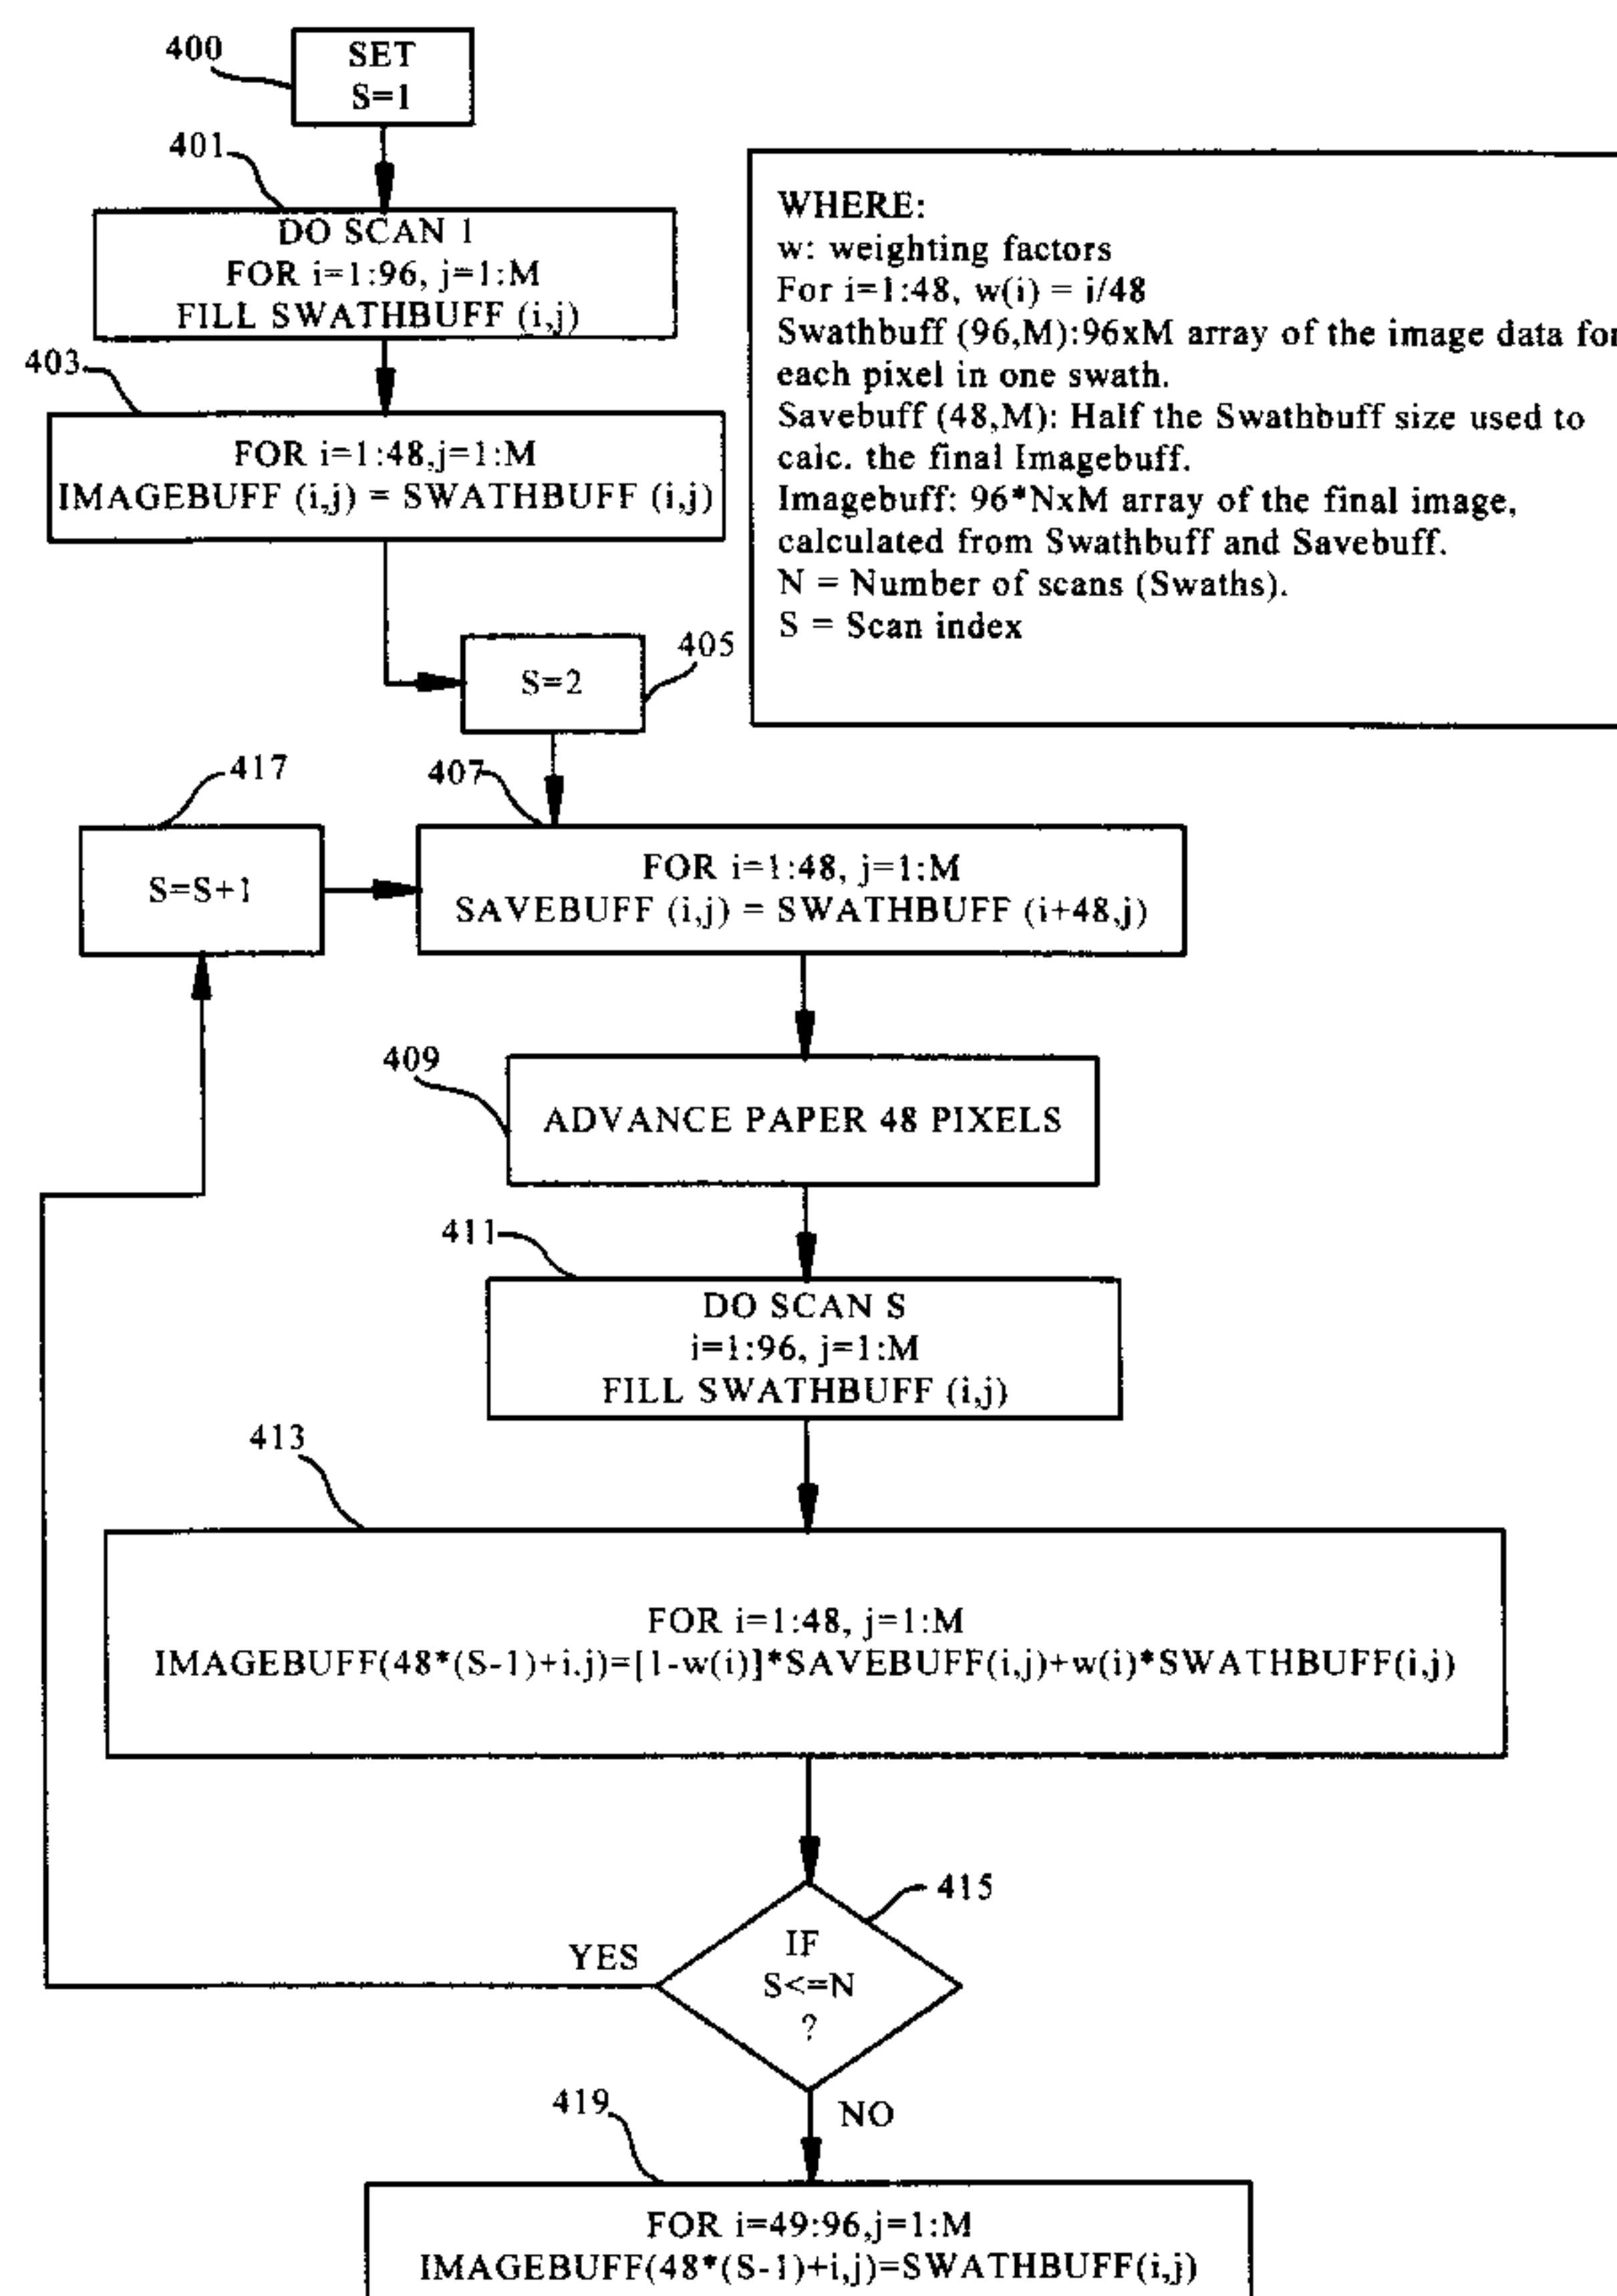 400
SET
S=1
401
DO SCAN 1
FOR i=1:96, j=1:M
FILL SWATHBUFF (i,j)
403
FOR i=1:48,j=1:M
IMAGEBUFF (i,j) = SWATHBUFF (i,j)
WHERE:
w: weighting factors
For i=1:48, w(i) = i/48
Swathbuff (96,M):96xM array of the image data for
each pixel in one swath.
Savebuff (48,M): Half the Swathbuff size used to
calc. the final Imagebuff.
Imagebuff: 96*NxM array of the final image,
calculated from Swathbuff and Savebuff.
N = Number of scans (Swaths).
S = Scan index
405
S=2
417
S=S+1
407
FOR i=1:48, j=1:M
SAVEBUFF (i,j) = SWATHBUFF (i+48,j)
409
ADVANCE PAPER 48 PIXELS
411
DO SCAN S
i=1:96, j=1:M
FILL SWATHBUFF (i,j)
413
FOR i=1:48, j=1:M
IMAGEBUFF(48*(S-1)+i.j)=[1-w(i)]*SAVEBUFF(i,j)+w(i)*SWATHBUFF(i,j)
415
IF
S<=N
?
YES
NO
419
FOR i=49:96,j=1:M
IMAGEBUFF(48*(S-1)+i,j)=SWATHBUFF(i,j)